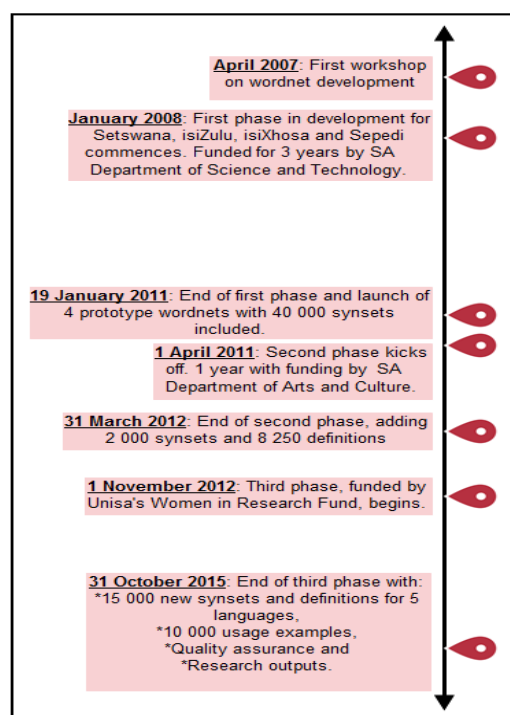 April 2007: First workshop
on wordnet development
January 2008: First phase in development for
Setswana, isiZulu, isiXhosa and Sepedi
commences. Funded for 3 years by SA
Department of Science and Technology.
19 January 2011: End of first phase and launch of
4 prototype wordnets with 40 000 synsets
included.
1 April 2011: Second phase kicks
off. 1 year with funding by SA
Department of Arts and Culture.
31 March 2012: End of second phase, adding
2 000 synsets and 8 250 definitions
1 November 2012: Third phase, funded by
Unisa's Women in Research Fund, begins.
31 October 2015: End of third phase with:
*15 000 new synsets and definitions for 5
languages,
*10 000 usage examples,
*Quality assurance and
*Research outputs.